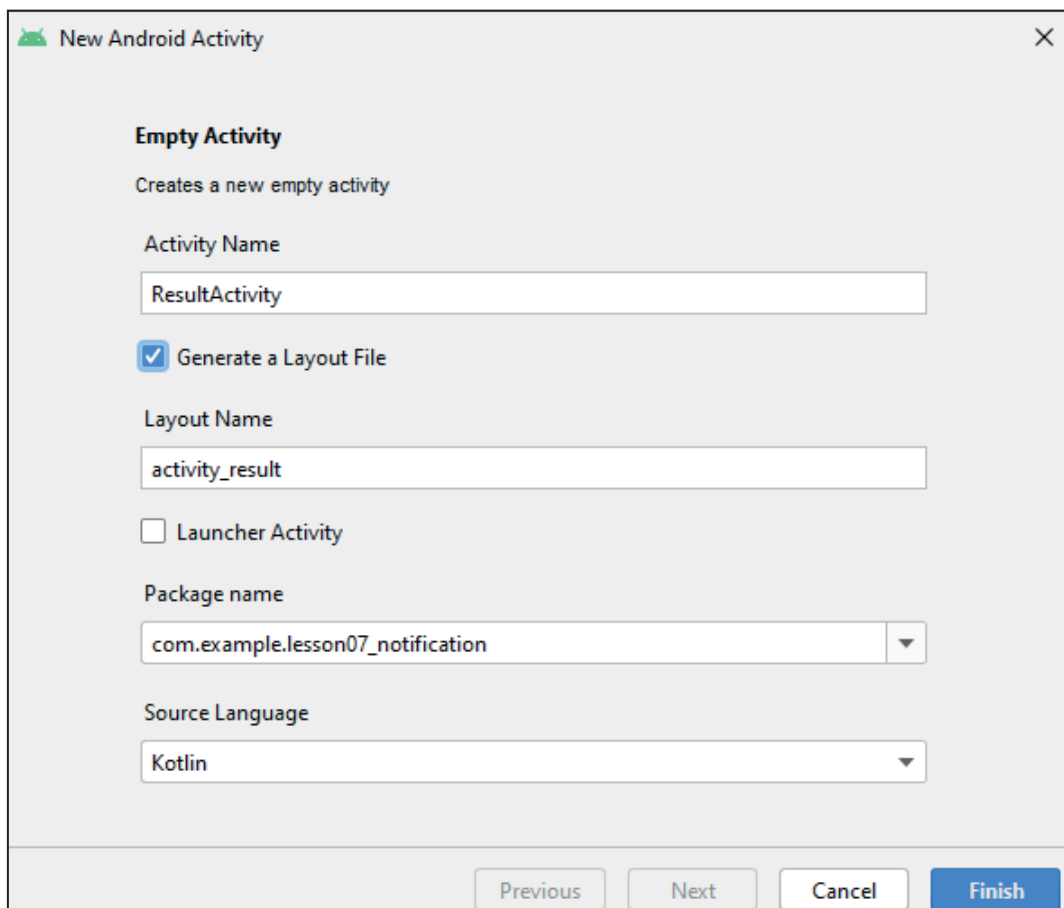 New Android Activity
Empty Activity
Creates a new empty activity
Activity Name
ResultActivity
Generate a Layout File
Layout Name
activity_result
Launcher Activity
Package name
com.example.lesson07_notification
Source Language
Kotlin
Previous Next Cancel Finish